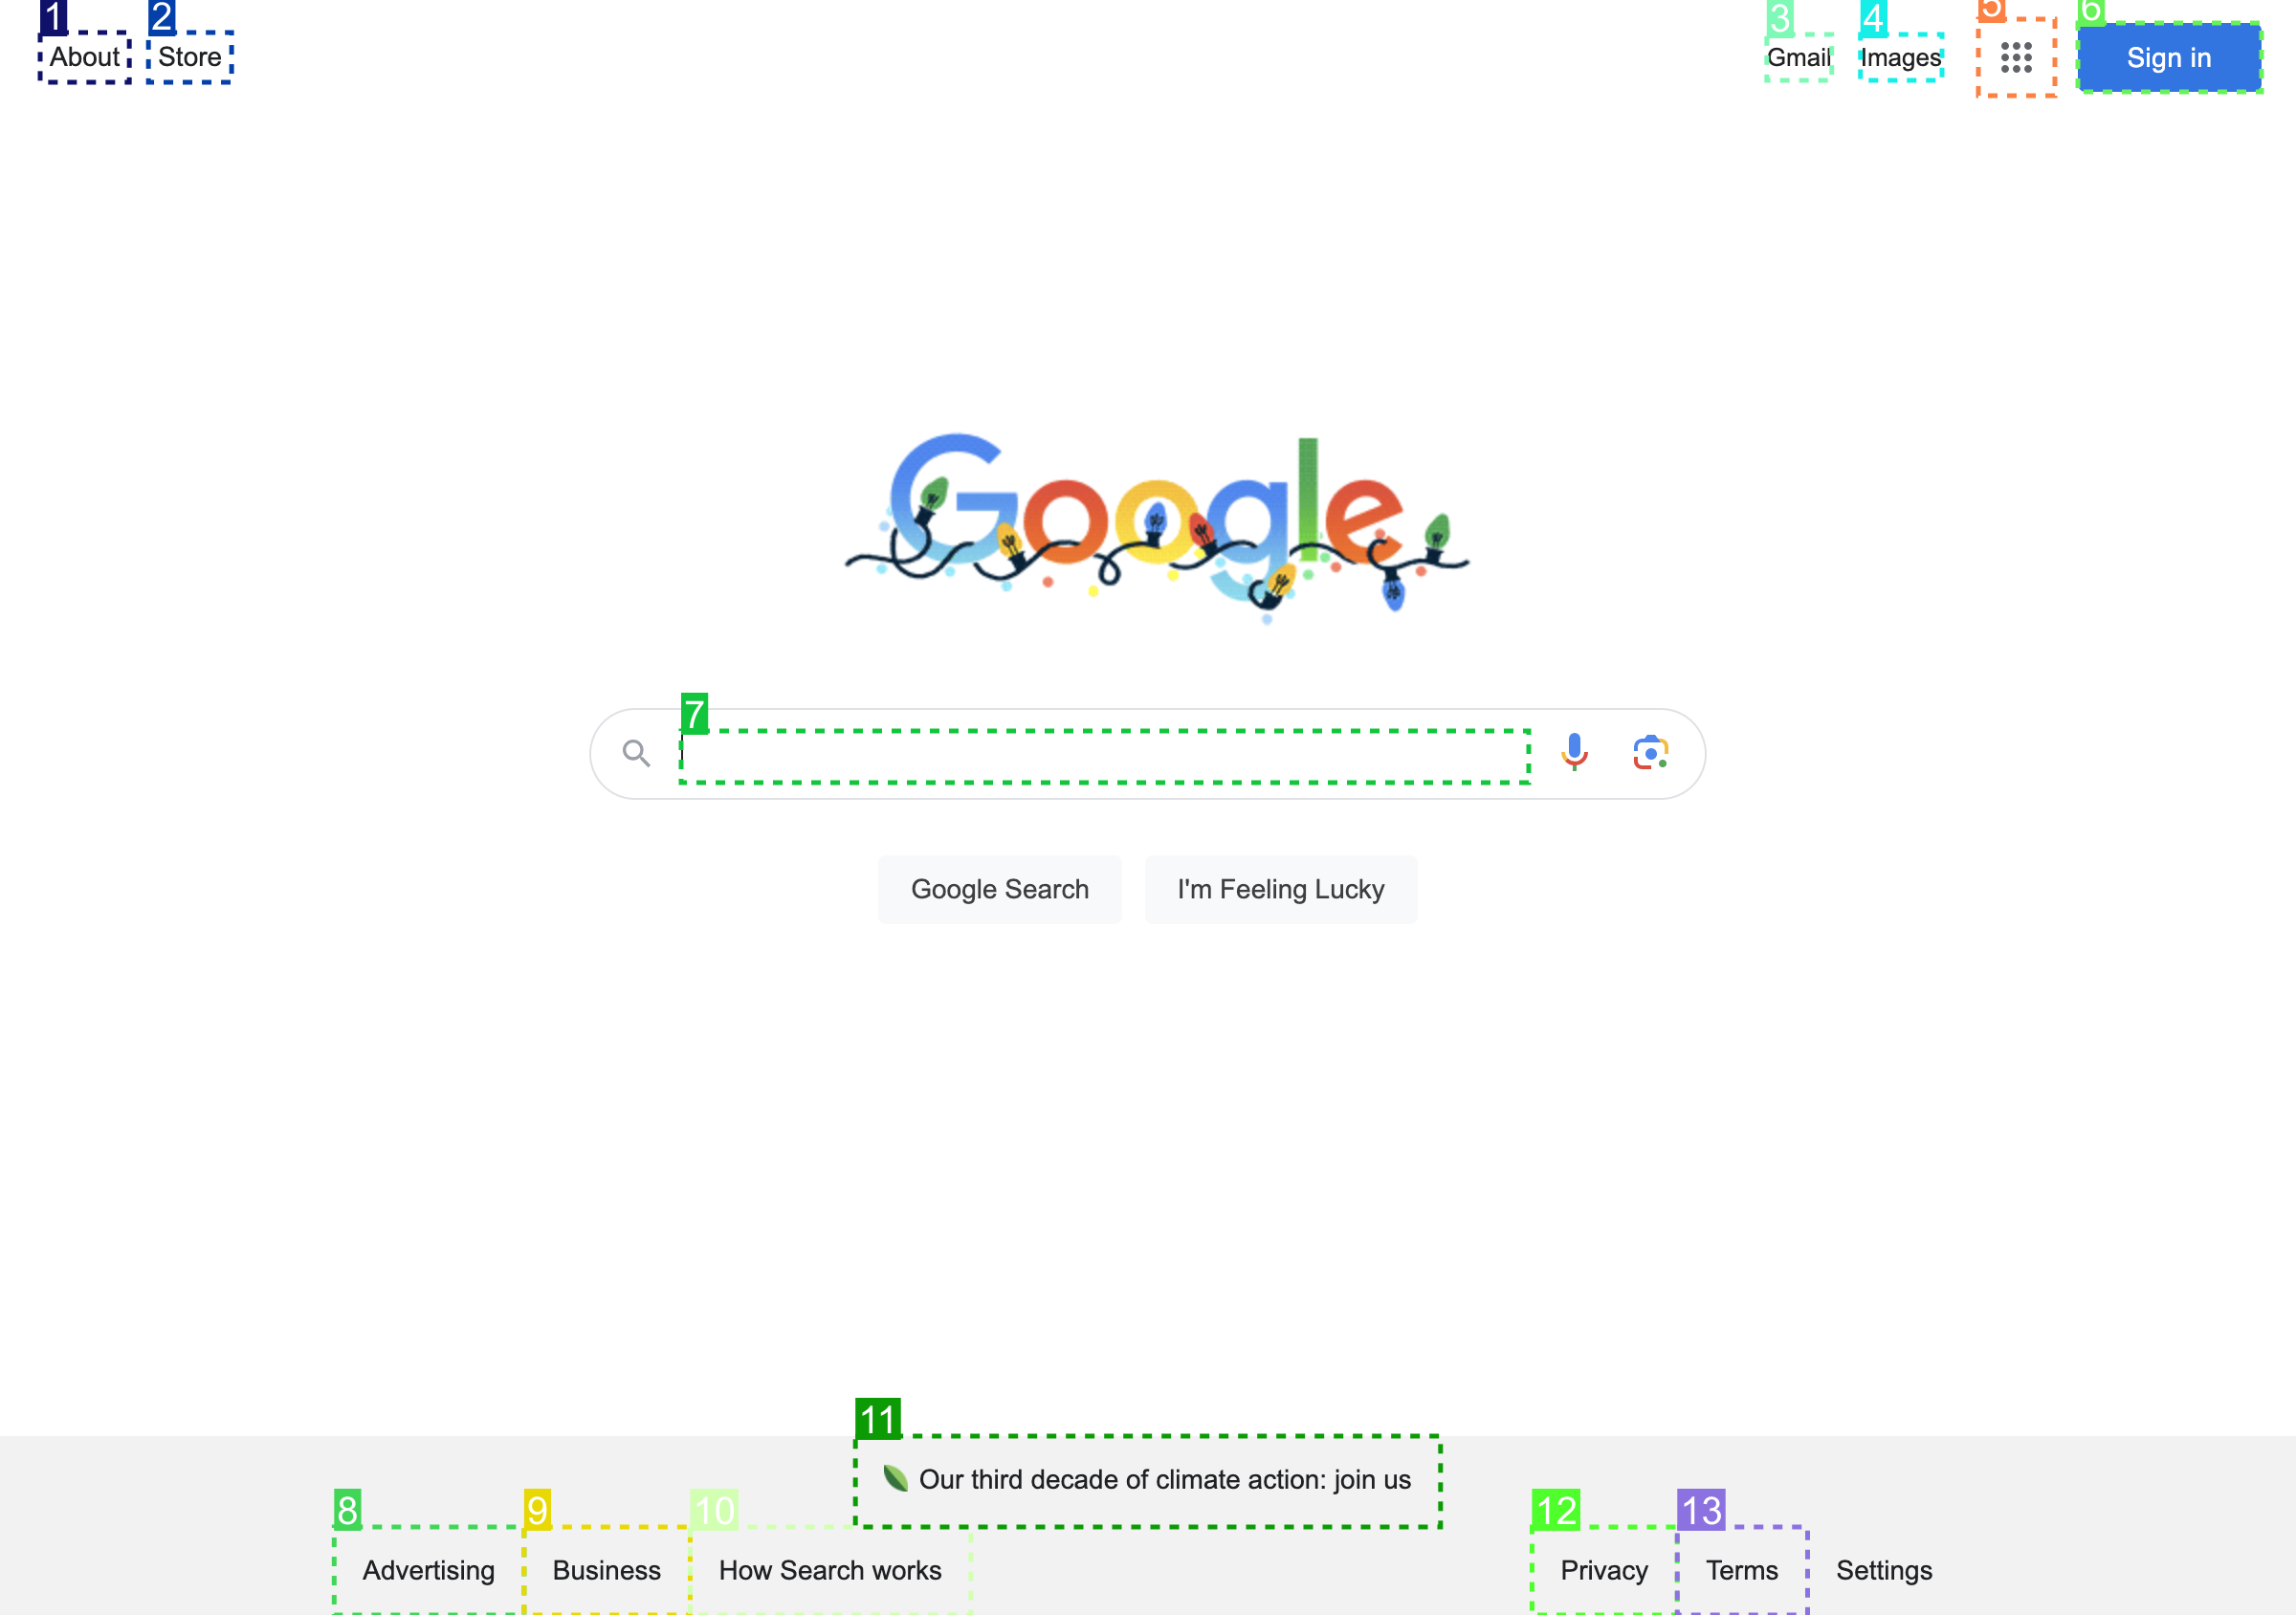 1
2
3
4
5
6
About
Store
Gmail
Images
Sign in
Google
7
Google Search
I'm Feeling Lucky
11
Our third decade of climate action: join us
8
9
10
12
13
Advertising
Business
How Search works
Privacy
Terms
Settings